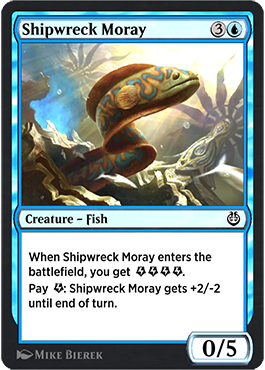 Shipwreck Moray 3
Creature – Fish
When Shipwreck Moray enters the
battlefield, you get
Pay : Shipwreck Moray gets +2/-2
until end of turn.
0/5
MIKE BIEREK